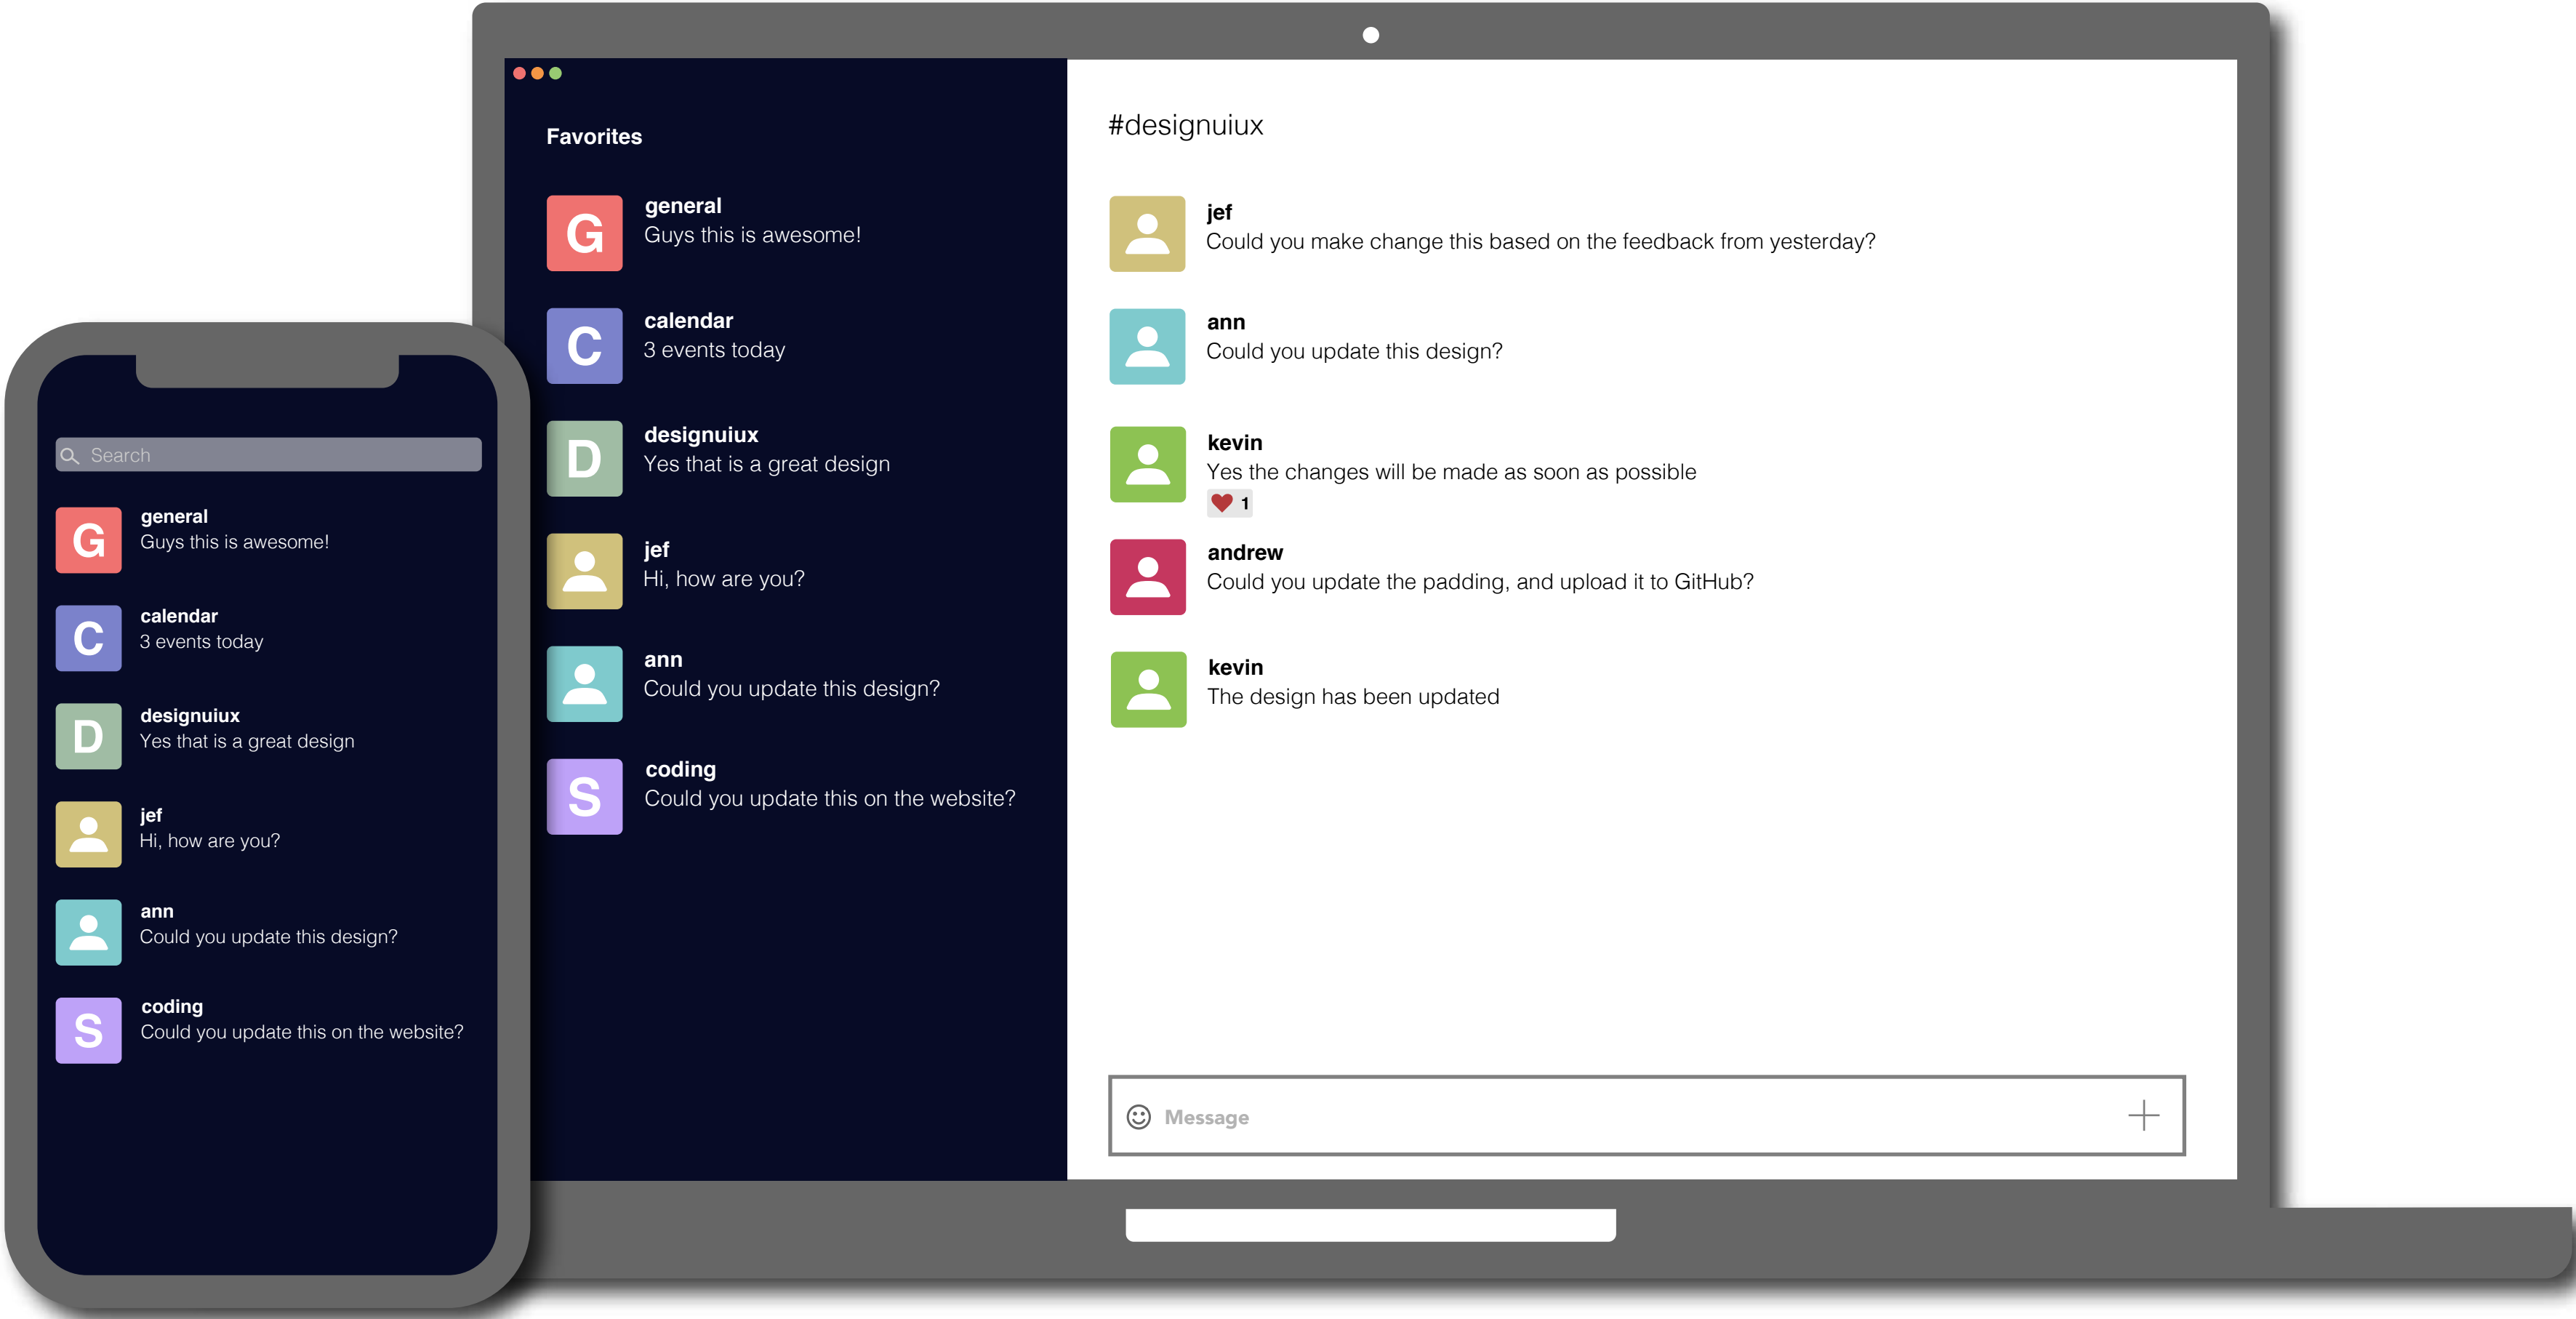 Search
G
general
Guys this is awesome!
C
calendar
3 events today
D
designuiux
Yes that is a great design
jef
Hi, how are you?
ann
Could you update this design?
S
coding
Could you update this on the website?
Favorites
G
general
Guys this is awesome!
C
calendar
3 events today
D
designuiux
Yes that is a great design
jef
Hi, how are you?
ann
Could you update this design?
S
coding
Could you update this on the website?
#designuiux
jef
Could you make change this based on the feedback from yesterday?
ann
Could you update this design?
kevin
Yes the changes will be made as soon as possible
1
andrew
Could you update the padding, and upload it to GitHub?
kevin
The design has been updated
Message